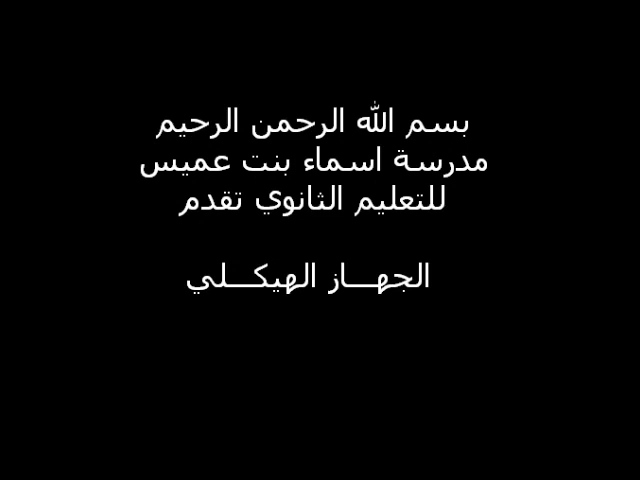 بسم الله الرحمن الرحيم
مدرسة اسماء بنت عميس
للتعليم الثانوي تقدم
الجهـــاز الهيكـــلي